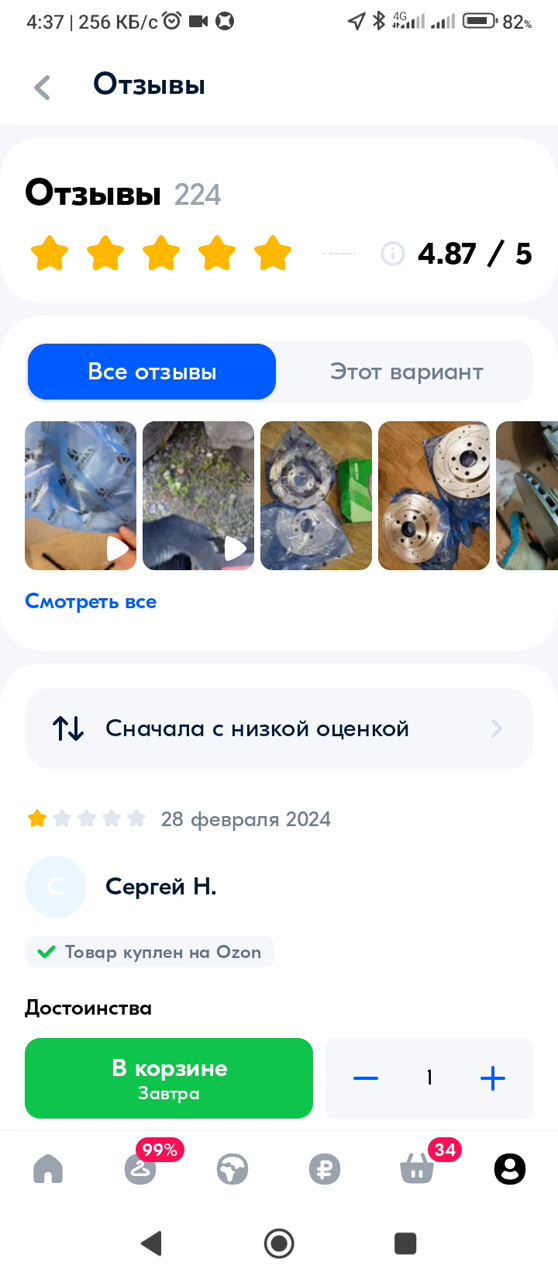 4:37 | 256 КБ/с 4G 82%
Отзывы
Отзывы 224
4.87 / 5
Все отзывы Этот вариант
Смотреть все
Сначала с низкой оценкой
28 февраля 2024
С Сергей Н.
Товар куплен на Ozon
Достоинства
В корзине
Завтра
1
99% 34